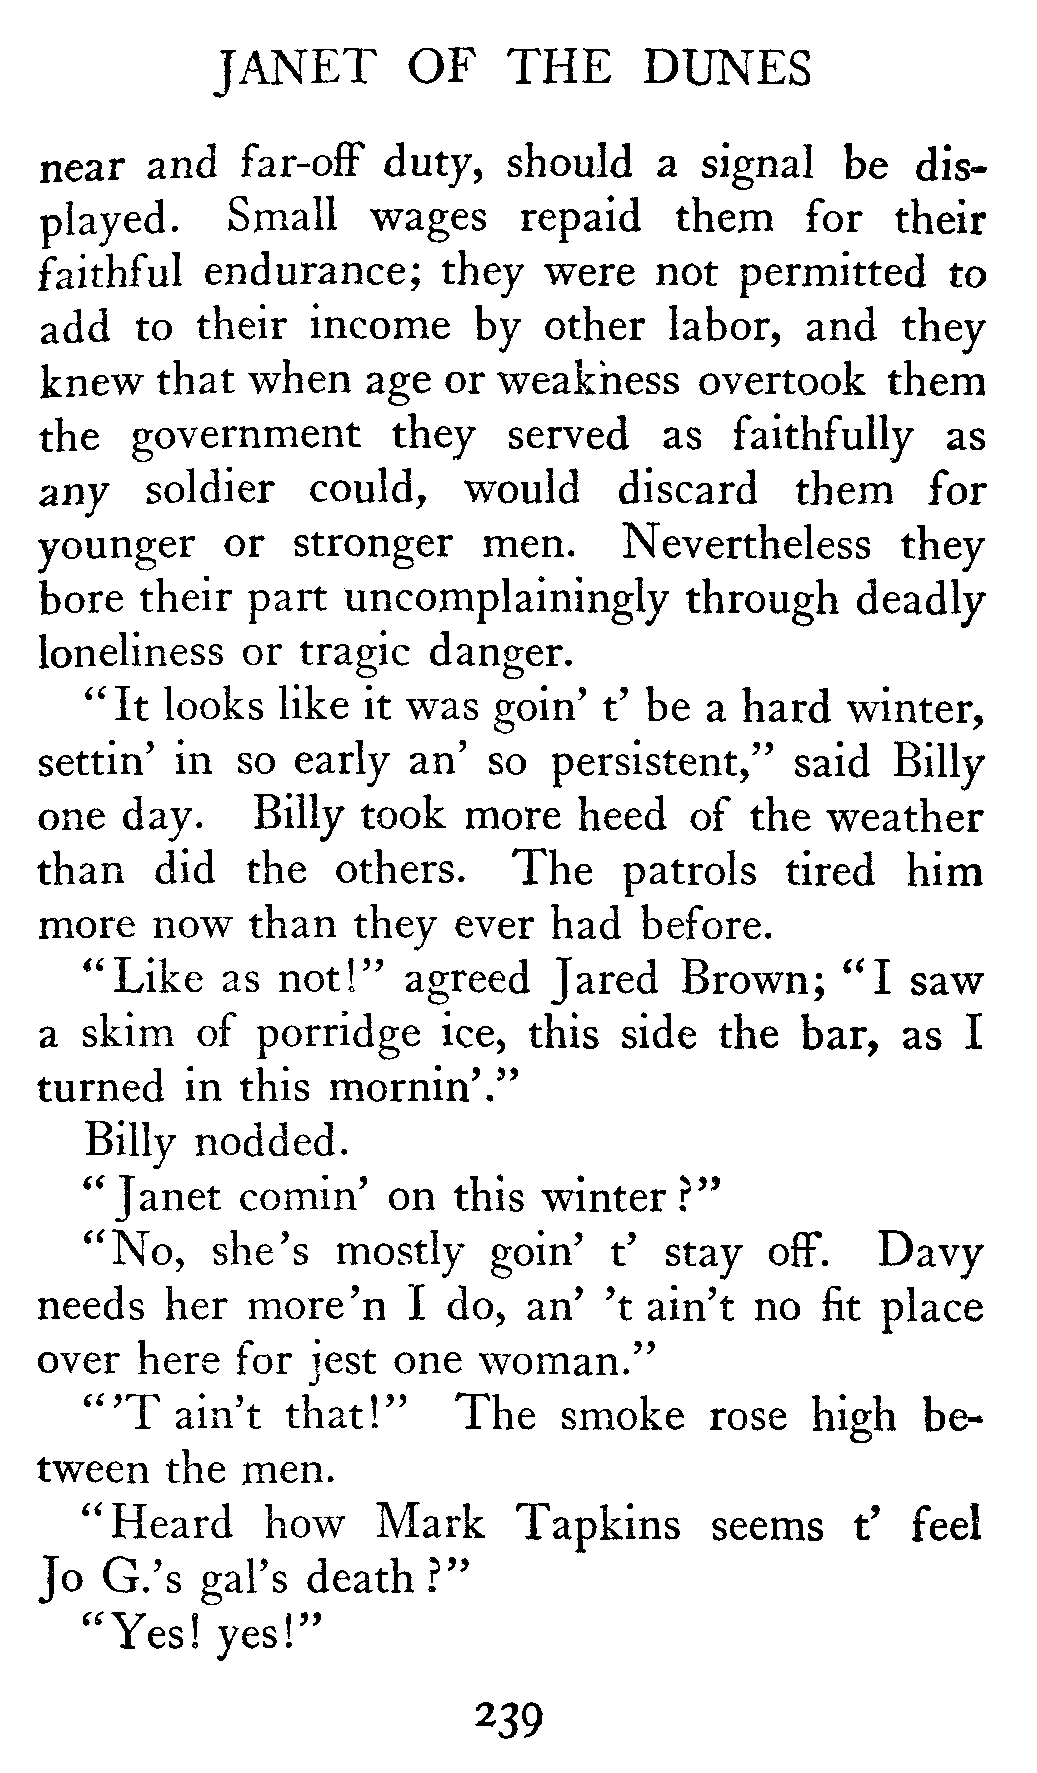 JANET OF THE DUNES
near and far-off duty, should a signal be dis-
played. Small wages repaid them for their
faithful endurance; they were not permitted to
add to their income by other labor, and they
knew that when age or weakness overtook them
the government they served as faithfully as
any soldier could, would discard them for
younger or stronger men. Nevertheless they
bore their part uncomplainingly through deadly
loneliness or tragic danger.
"It looks like it was goin' t' be a hard winter,
settin' in so early an' so persistent," said Billy
one day. Billy took more heed of the weather
than did the others. The patrols tired him
more now than they ever had before.
"Like as not!" agreed Jared Brown; "I saw
a skim of porridge ice, this side the bar, as I
turned in this mornin'."
Billy nodded.
"Janet comin' on this winter?"
"No, she's mostly goin' t' stay off. Davy
needs her more'n I do, an' 't ain't no fit place
over here for jest one woman."
"'T ain't that!" The smoke rose high be-
tween the men.
"Heard how Mark Tapkins seems t' feel
Jo G.'s gal's death?"
"Yes! yes!"
239